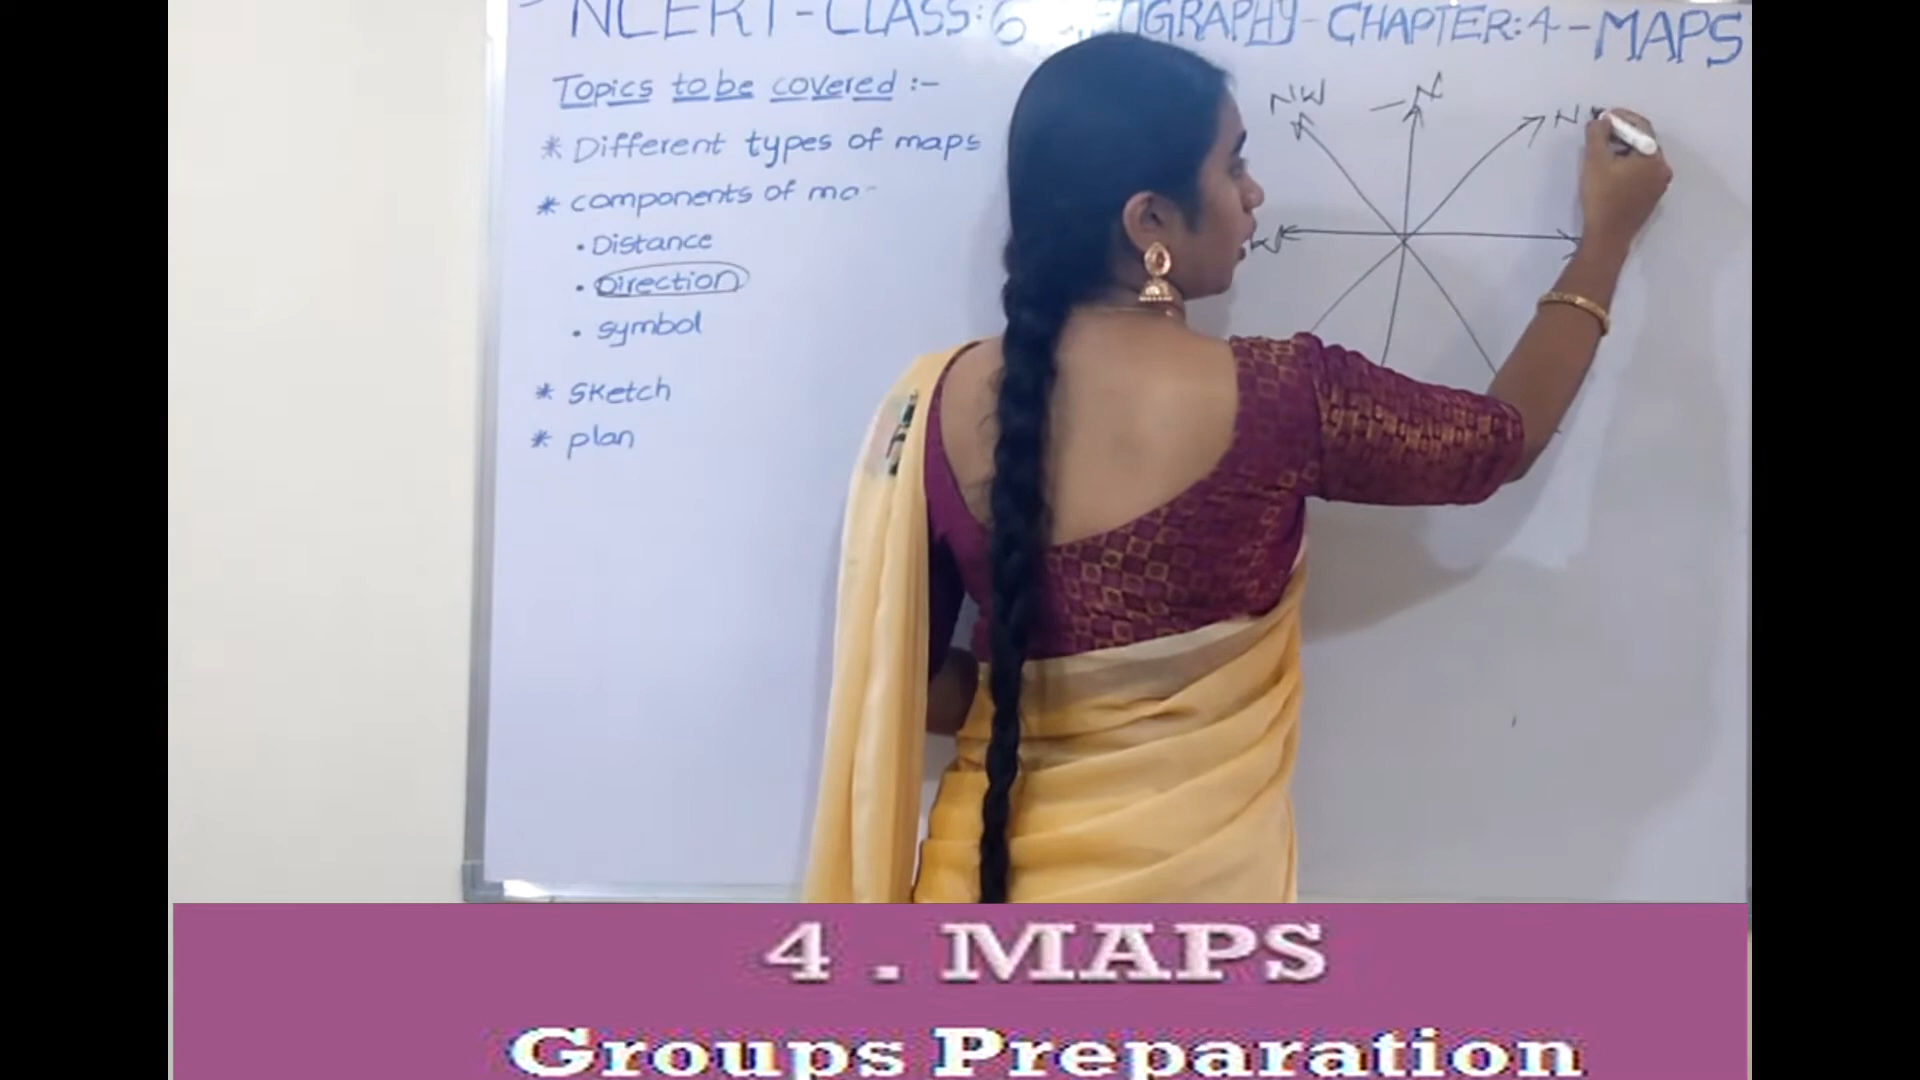 NCERT-CLASS:6 GEOGRAPHY-CHAPTER:4-MAPS
Topics to be covered :-
* Different types of maps
* components of
• Distance
• Direction
• symbol
* sketch
* plan
NW
N
N
W
4 . MAPS
Groups Preparation